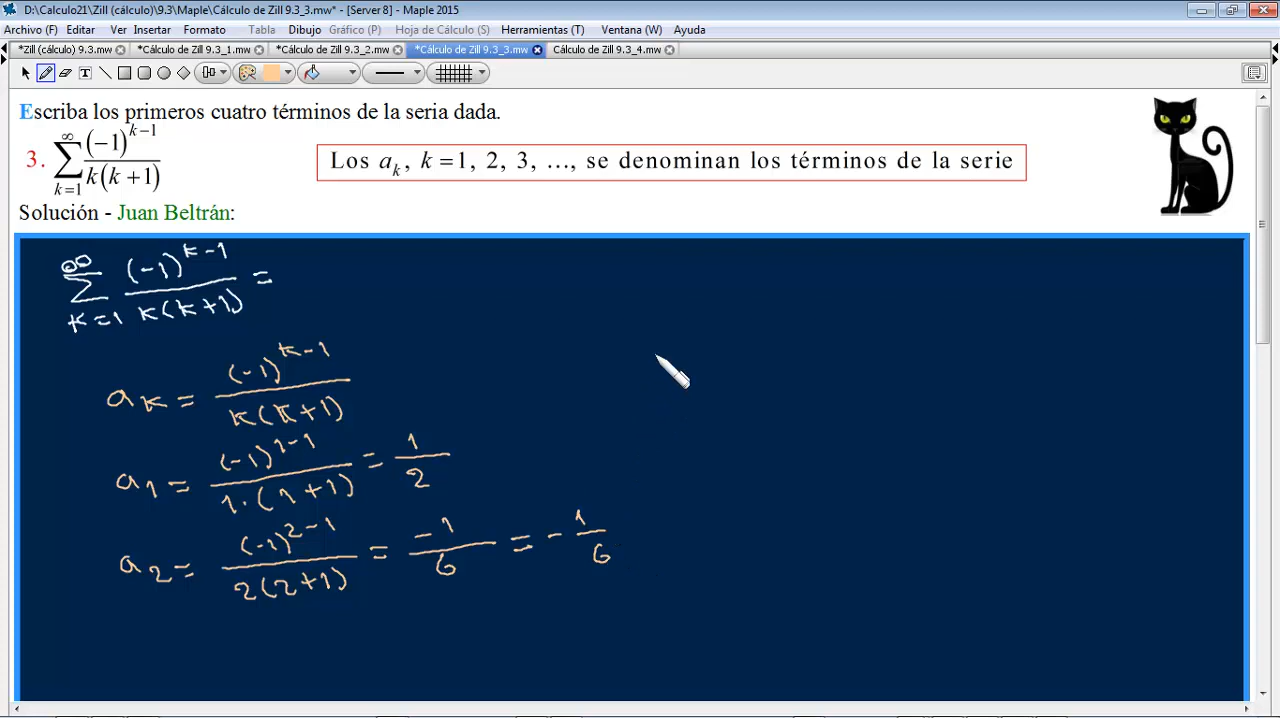 D:\Calculo21\Zill (cálculo)\9.3\Maple\Cálculo de Zill 9.3_3.mw* - [Server 8] - Maple 2015
Archivo (F) Editar Ver Insertar Formato Tabla Dibujo Gráfico (P) Hoja de Cálculo (S) Herramientas (T) Ventana (W) Ayuda
*Zill (cálculo) 9.3.mw *Cálculo de Zill 9.3_1.mw *Cálculo de Zill 9.3_2.mw *Cálculo de Zill 9.3_3.mw Cálculo de Zill 9.3_4.mw
Escriba los primeros cuatro términos de la seria dada.
3. ∑_{k=1}^{∞} (−1)^{k−1} / k(k+1)
Los a_k, k = 1, 2, 3, ..., se denominan los términos de la serie
Solución - Juan Beltrán:
∑_{k=1}^{∞} (-1)^{k-1} / k(k+1) =
a_k = (-1)^{k-1} / k(k+1)
a_1 = (-1)^{1-1} / 1·(1+1) = 1/2
a_2 = (-1)^{2-1} / 2(2+1) = -1/6 = - 1/6